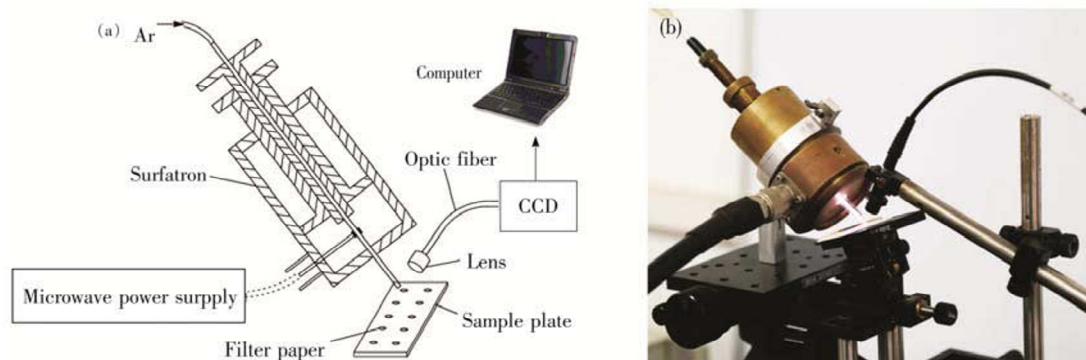 (a)
Ar
Computer
Optic fiber
Surfatron
CCD
Lens
Microwave power surpply
Sample plate
Filter paper
(b)